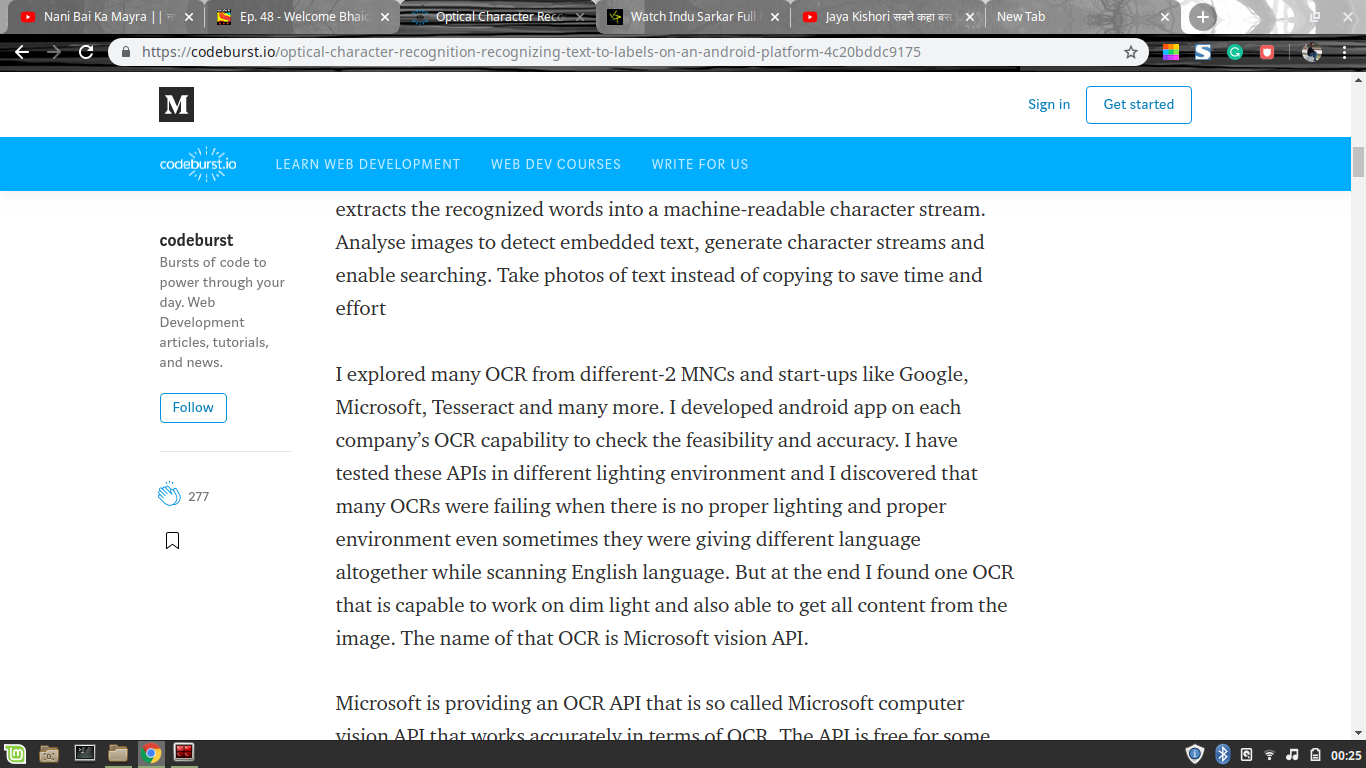 Nani Bai Ka Mayra ||
Ep. 48 - Welcome Bhai
Optical Character Reco
Watch Indu Sarkar Full
Jaya Kishori सबने कहा बस
New Tab
https://codeburst.io/optical-character-recognition-recognizing-text-to-labels-on-an-android-platform-4c20bddc9175
M
Sign in
Get started
codeburst.io
LEARN WEB DEVELOPMENT
WEB DEV COURSES
WRITE FOR US
codeburst
Bursts of code to
power through your
day. Web
Development
articles, tutorials,
and news.
Follow
277
extracts the recognized words into a machine-readable character stream.
Analyse images to detect embedded text, generate character streams and
enable searching. Take photos of text instead of copying to save time and
effort
I explored many OCR from different-2 MNCs and start-ups like Google,
Microsoft, Tesseract and many more. I developed android app on each
company’s OCR capability to check the feasibility and accuracy. I have
tested these APIs in different lighting environment and I discovered that
many OCRs were failing when there is no proper lighting and proper
environment even sometimes they were giving different language
altogether while scanning English language. But at the end I found one OCR
that is capable to work on dim light and also able to get all content from the
image. The name of that OCR is Microsoft vision API.
Microsoft is providing an OCR API that is so called Microsoft computer
vision API that works accurately in terms of OCR. The API is free for some
00:25